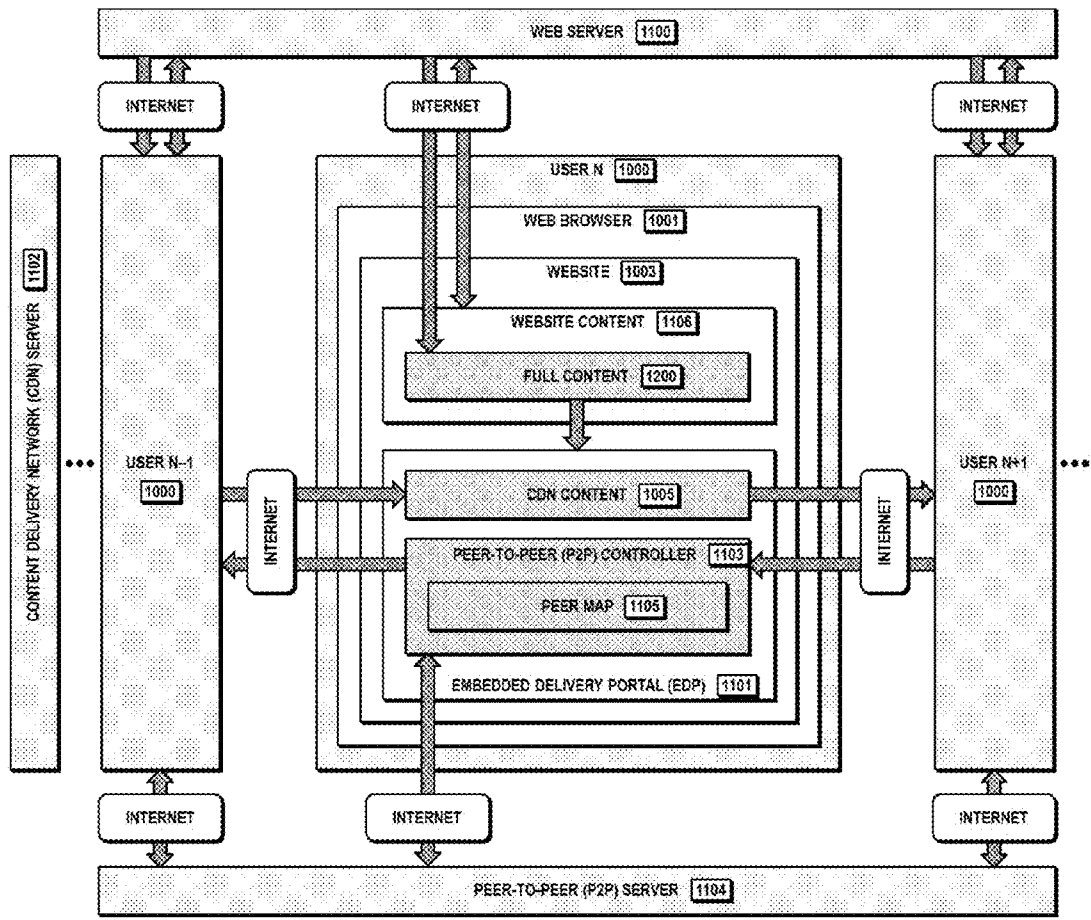 WEB SERVER 1100
INTERNET
INTERNET
INTERNET
CONTENT DELIVERY NETWORK (CDN) SERVER 1102
USER N 1000
WEB BROWSER 1001
WEBSITE 1003
WEBSITE CONTENT 1106
FULL CONTENT 1200
••• USER N–1
1000
USER N+1 •••
1000
INTERNET
CDN CONTENT 1005
INTERNET
PEER-TO-PEER (P2P) CONTROLLER 1103
PEER MAP 1105
EMBEDDED DELIVERY PORTAL (EDP) 1101
INTERNET
INTERNET
INTERNET
PEER-TO-PEER (P2P) SERVER 1104